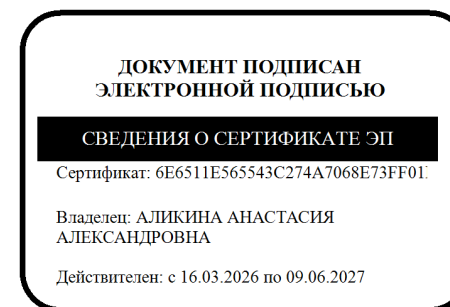 ДОКУМЕНТ ПОДПИСАН
ЭЛЕКТРОННОЙ ПОДПИСЬЮ
СВЕДЕНИЯ О СЕРТИФИКАТЕ ЭП
Сертификат: 6E6511E565543C274A7068E73FF01
Владелец: АЛИКИНА АНАСТАСИЯ
АЛЕКСАНДРОВНА
Действителен: с 16.03.2026 по 09.06.2027